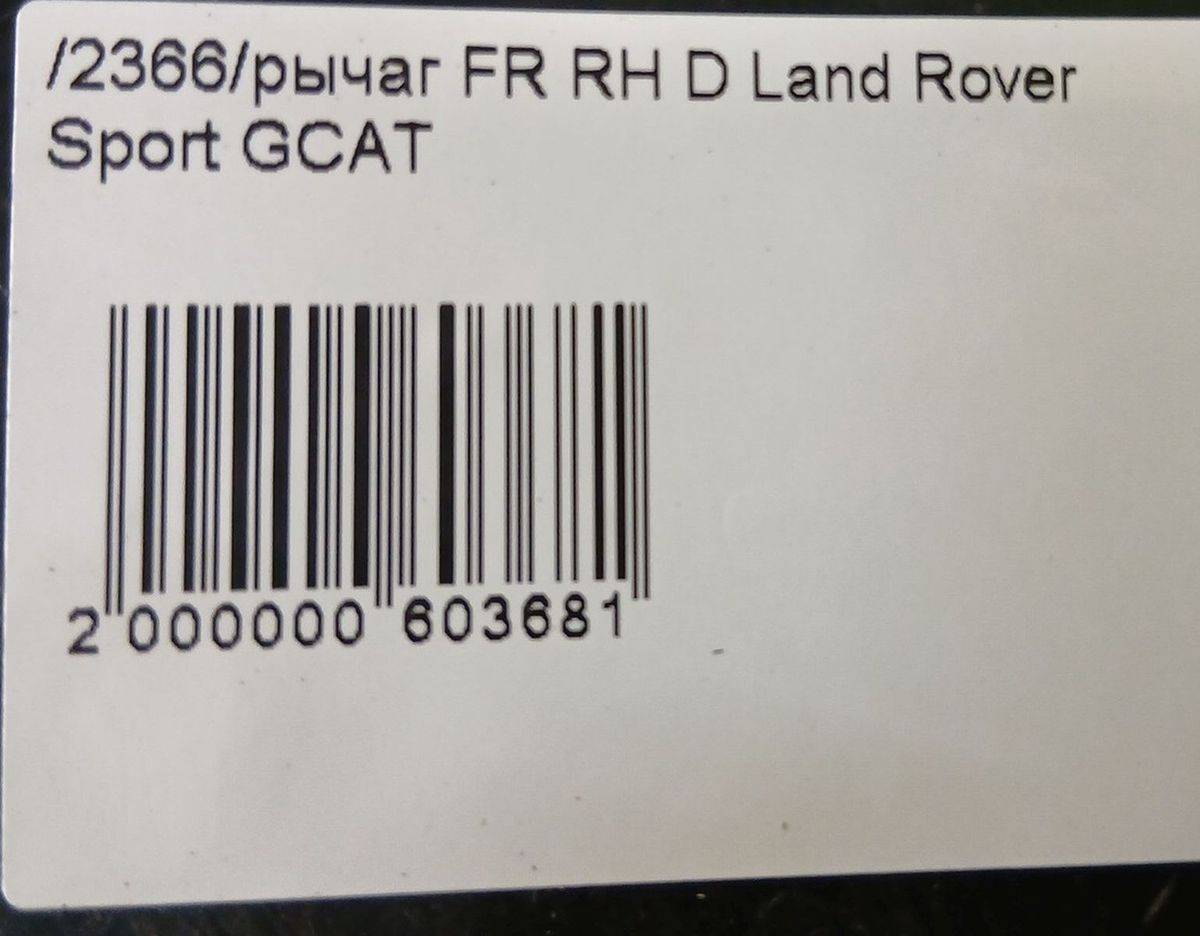 /2366/рычаг FR RH D Land Rover
Sport GCAT
2 000000 603681